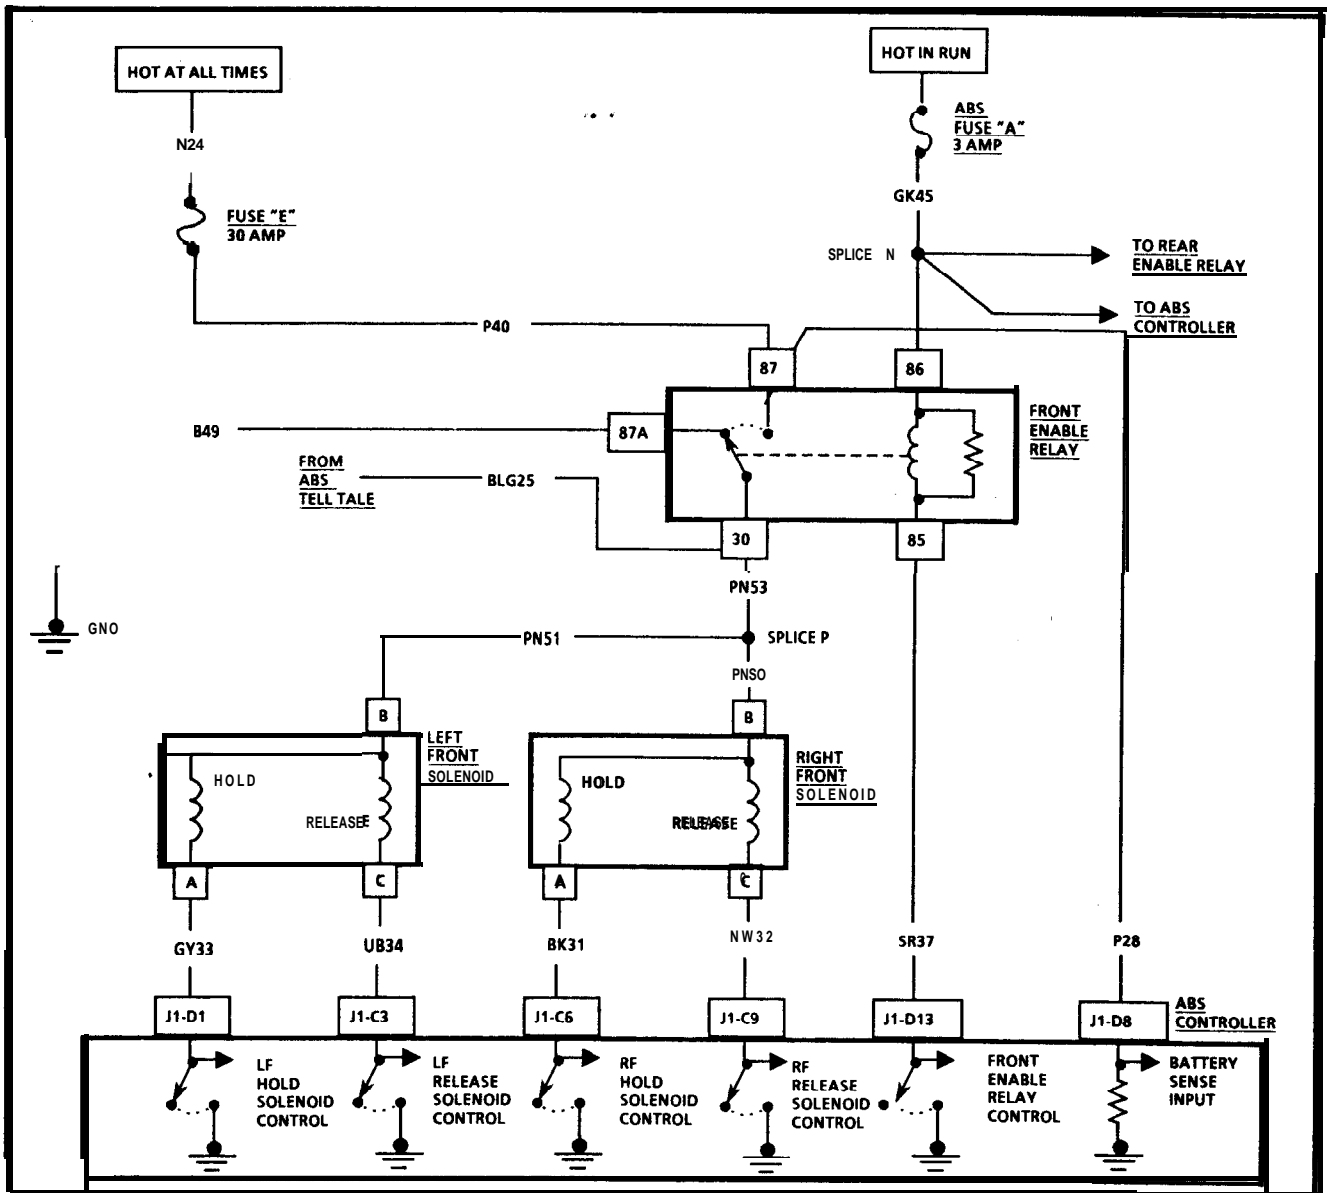 HOT AT ALL TIMES
HOT IN RUN
N24
ABS
FUSE "A"
3 AMP
FUSE "E"
30 AMP
GK45
SPLICE N
TO REAR
ENABLE RELAY
TO ABS
CONTROLLER
P40
87
86
87A
B49
FRONT
ENABLE
RELAY
FROM
ABS
TELL TALE
BLG25
30
85
PN53
GNO
PN51
SPLICE P
PNSO
B
B
LEFT
FRONT
SOLENOID
RIGHT
FRONT
SOLENOID
HOLD
RELEASE
HOLD
RELEASE
A
C
A
C
GY33
UB34
BK31
NW32
SR37
P28
J1-D1
J1-C3
J1-C6
J1-C9
J1-D13
J1-D8
ABS
CONTROLLER
LF
HOLD
SOLENOID
CONTROL
LF
RELEASE
SOLENOID
CONTROL
RF
HOLD
SOLENOID
CONTROL
RF
RELEASE
SOLENOID
CONTROL
FRONT
ENABLE
RELAY
CONTROL
BATTERY
SENSE
INPUT